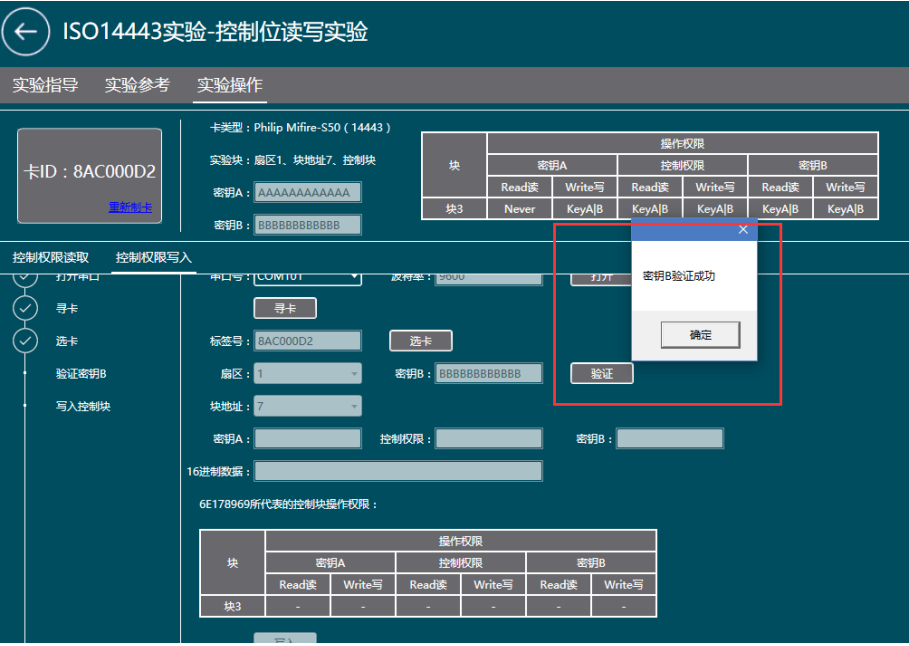 ISO14443实验-控制位读写实验
实验指导 实验参考 实验操作
卡ID：8AC000D2
重新制卡
卡类型：Philip Mifire-S50（14443）
实验块：扇区1、块地址7、控制块
密钥A： AAAAAAAAAAAA
密钥B： BBBBBBBBBBBB
块 操作权限
密钥A 控制权限 密钥B
Read读 Write写 Read读 Write写 Read读 Write写
块3 Never KeyA|B KeyA|B KeyA|B KeyA|B KeyA|B
控制权限读取 控制权限写入
打开串口 串口号： COM101 波特率： 9600 打开
寻卡 寻卡
选卡 标签号： 8AC000D2 选卡
验证密钥B 扇区： 1 密钥B： BBBBBBBBBBBB 验证
写入控制块 块地址： 7
密钥B验证成功
确定
密钥A： 控制权限： 密钥B：
16进制数据：
6E178969所代表的控制块操作权限：
块 操作权限
密钥A 控制权限 密钥B
Read读 Write写 Read读 Write写 Read读 Write写
块3 - - - - - -
写入